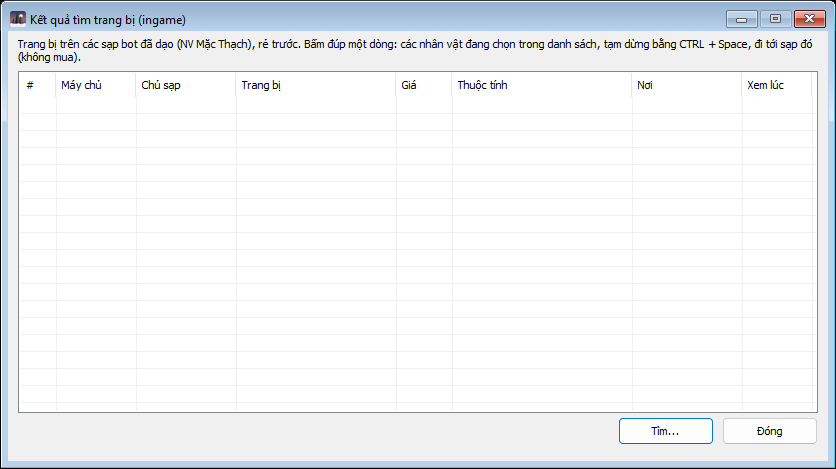 Kết quả tìm trang bị (ingame)
Trang bị trên các sạp bot đã dạo (NV Mặc Thạch), rẻ trước. Bấm đúp một dòng: các nhân vật đang chọn trong danh sách, tạm dừng bằng CTRL + Space, đi tới sạp đó
(không mua).
# Máy chủ Chủ sạp Trang bị Giá Thuộc tính Nơi Xem lúc
Tìm... Đóng